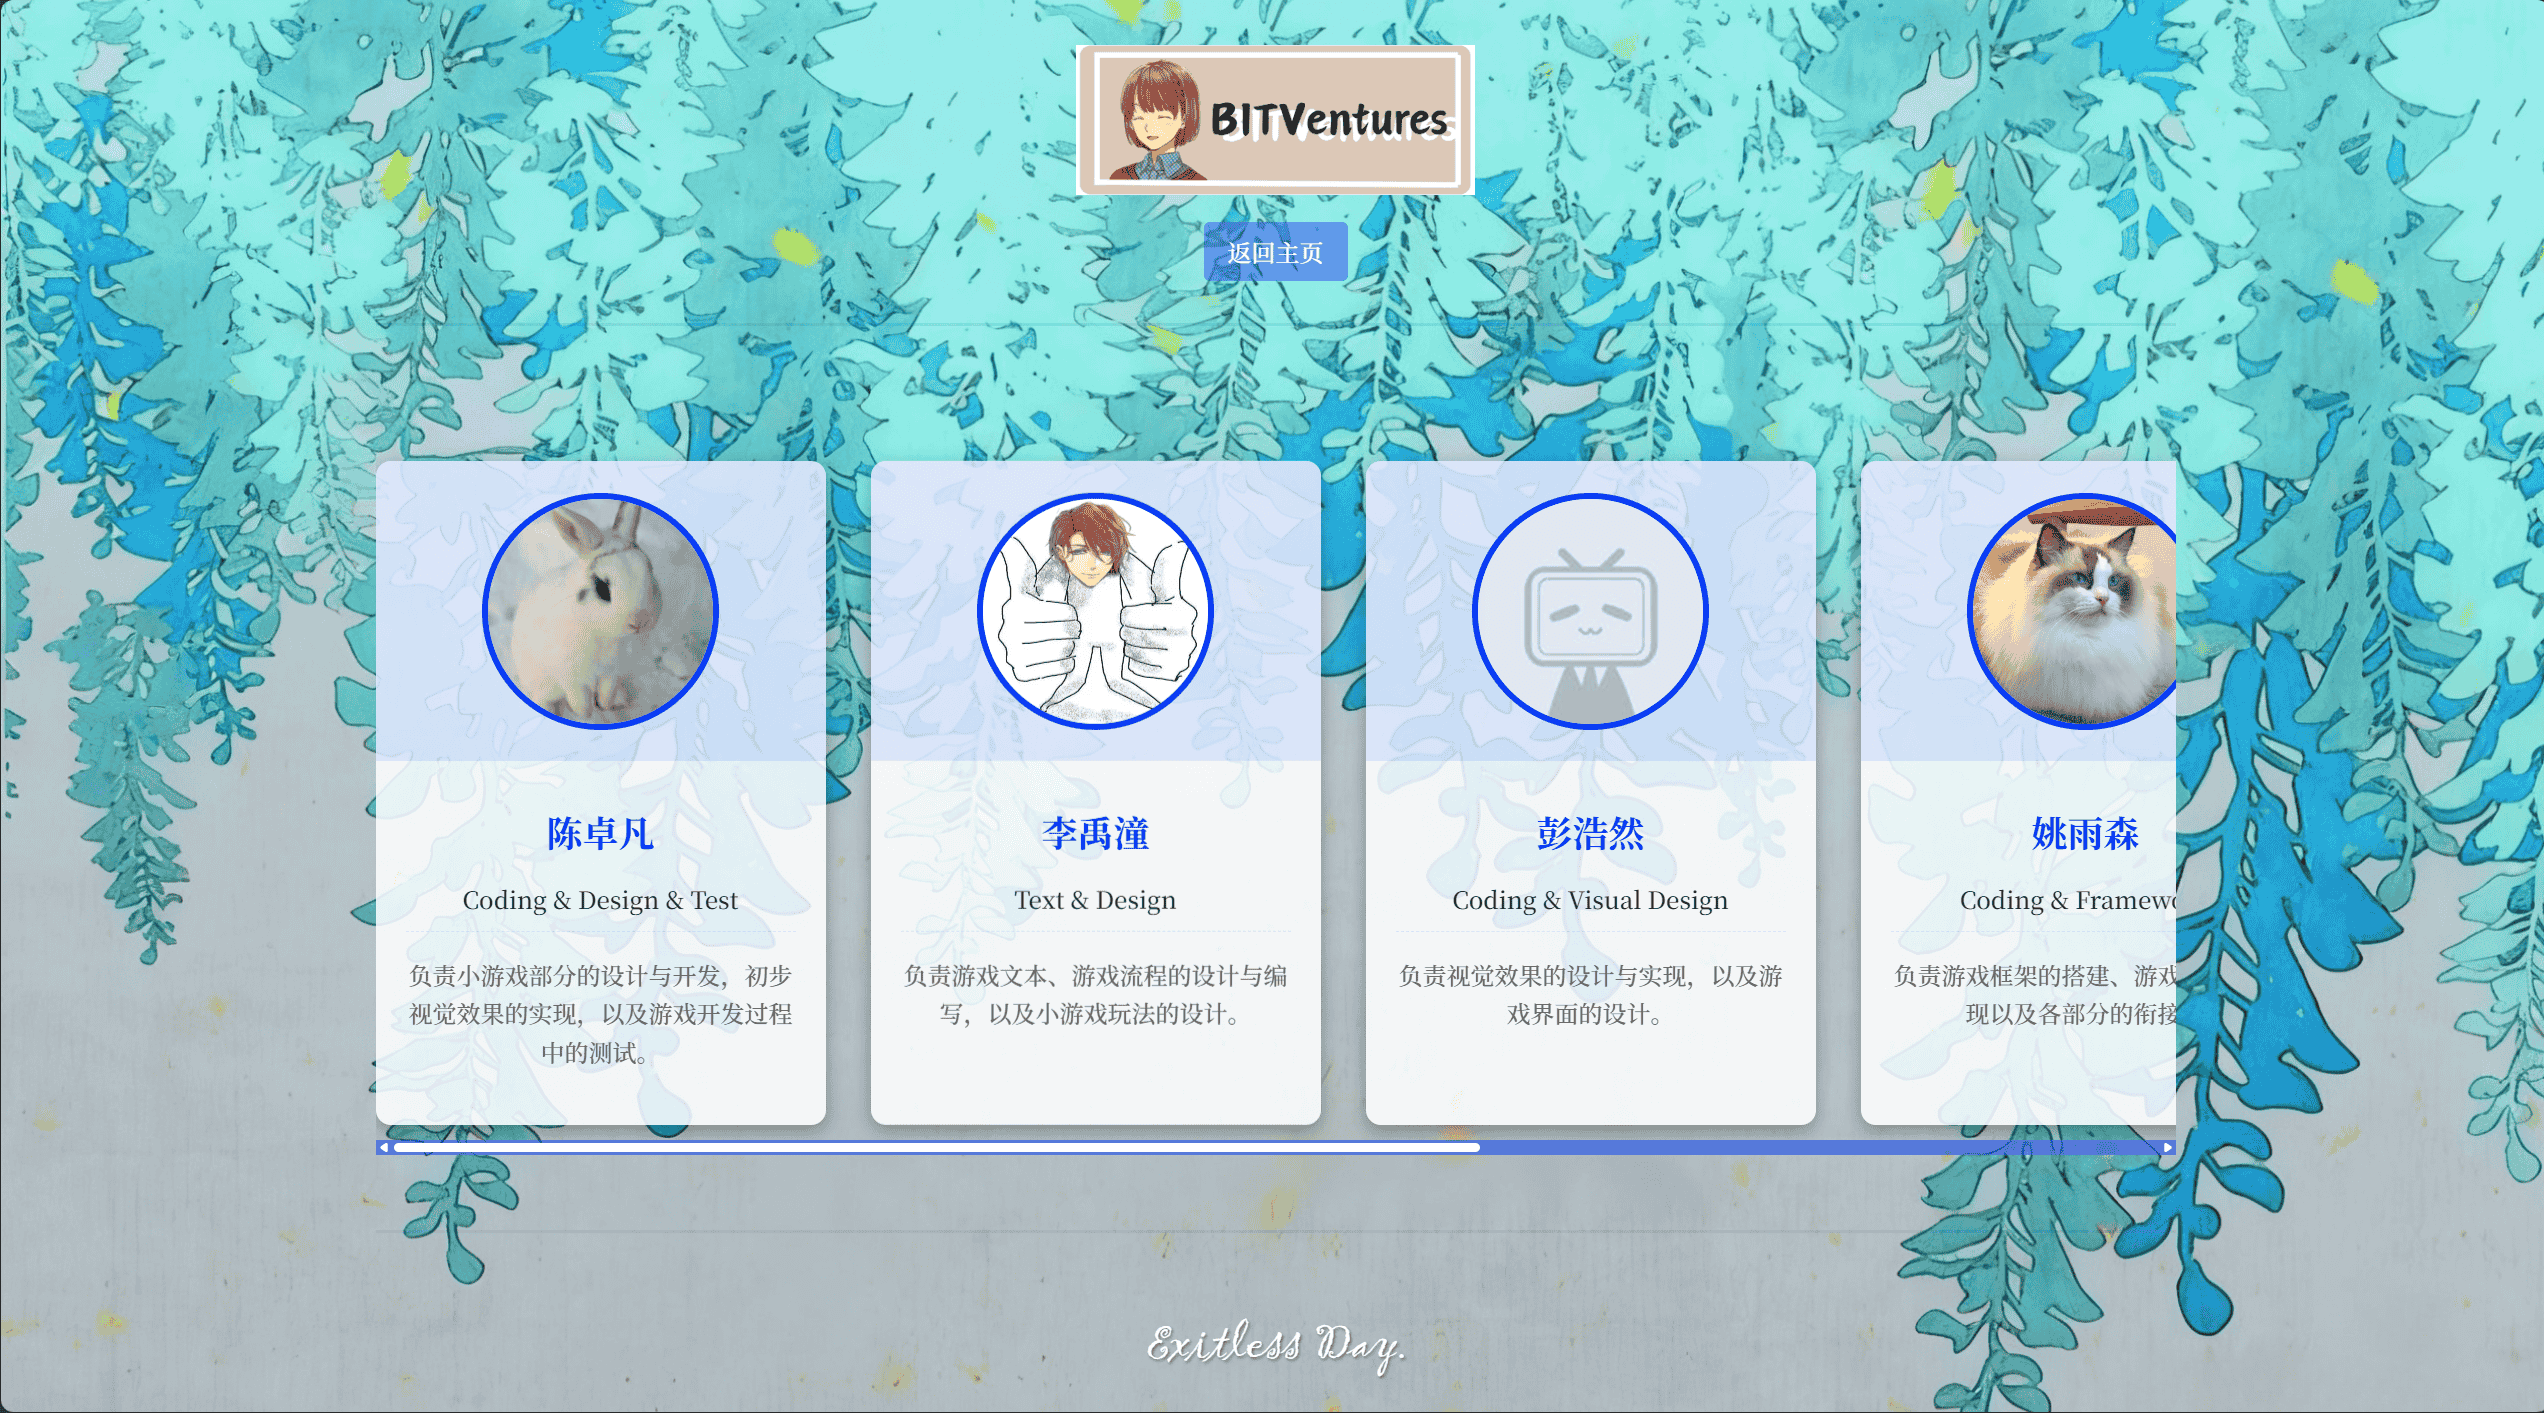 BITVentures
返回主页
陈卓凡
Coding & Design & Test
负责小游戏部分的设计与开发，初步
视觉效果的实现，以及游戏开发过程
中的测试。
李禹潼
Text & Design
负责游戏文本、游戏流程的设计与编
写，以及小游戏玩法的设计。
彭浩然
Coding & Visual Design
负责视觉效果的设计与实现，以及游
戏界面的设计。
姚雨森
Coding & Framewo
负责游戏框架的搭建、游戏
现以及各部分的衔接
Exitless Day.